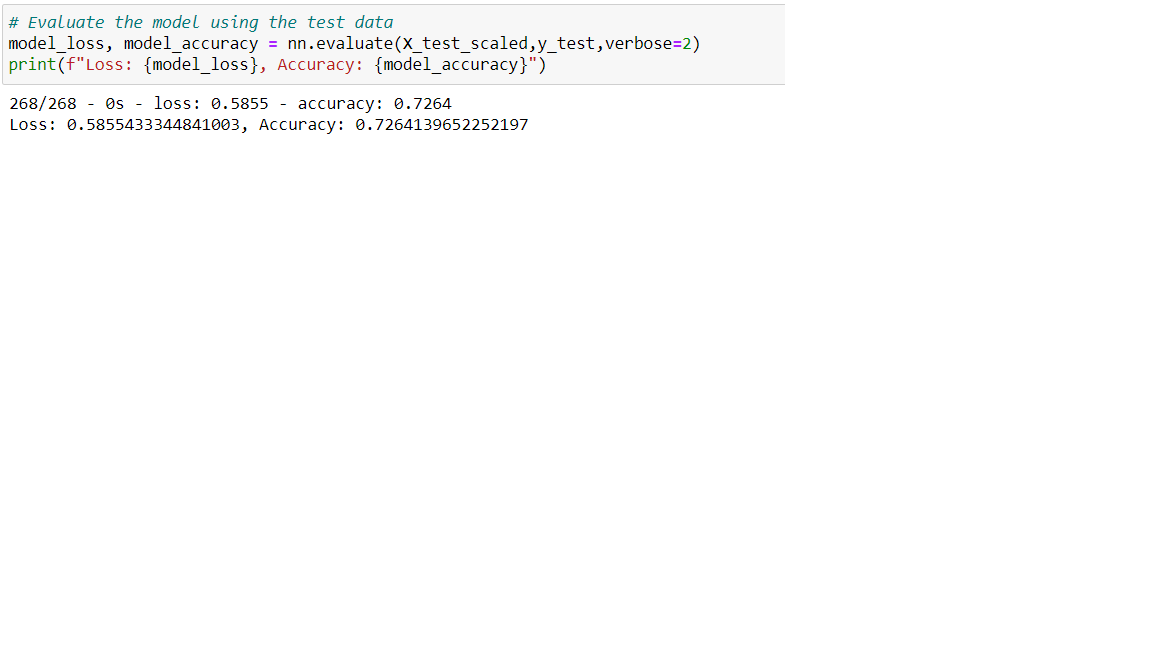 # Evaluate the model using the test data
model_loss, model_accuracy = nn.evaluate(X_test_scaled,y_test,verbose=2)
print(f"Loss: {model_loss}, Accuracy: {model_accuracy}")
268/268 - 0s - loss: 0.5855 - accuracy: 0.7264
Loss: 0.5855433344841003, Accuracy: 0.7264139652252197